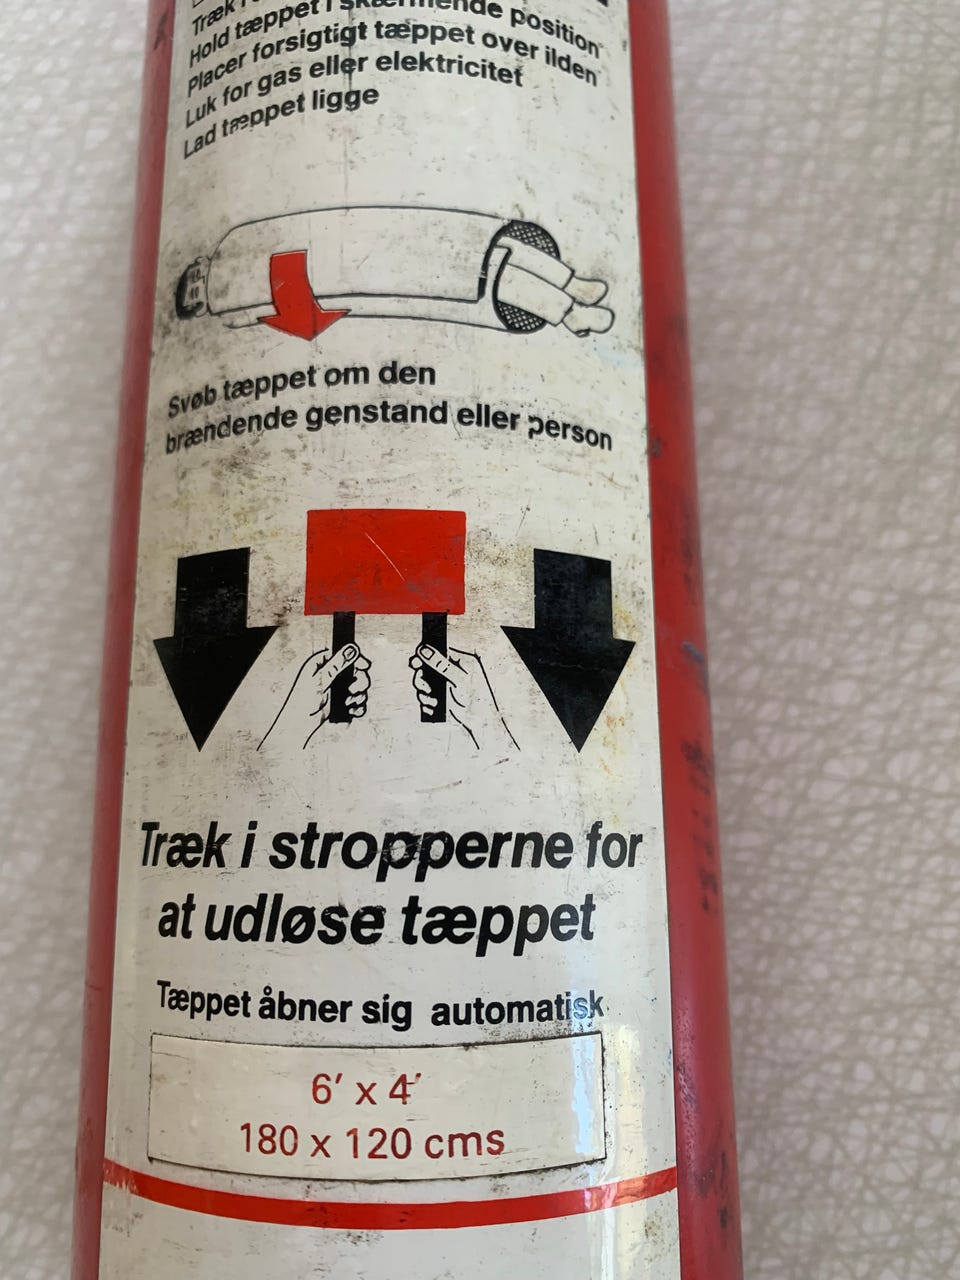 Træk i
Hold tæppet i skærmende position
Placer forsigtigt tæppet over ilden
Luk for gas eller elektricitet
Lad tæppet ligge
Svøb tæppet om den
brændende genstand eller person
Træk i stropperne for
at udløse tæppet
Tæppet åbner sig automatisk
6' x 4'
180 x 120 cms